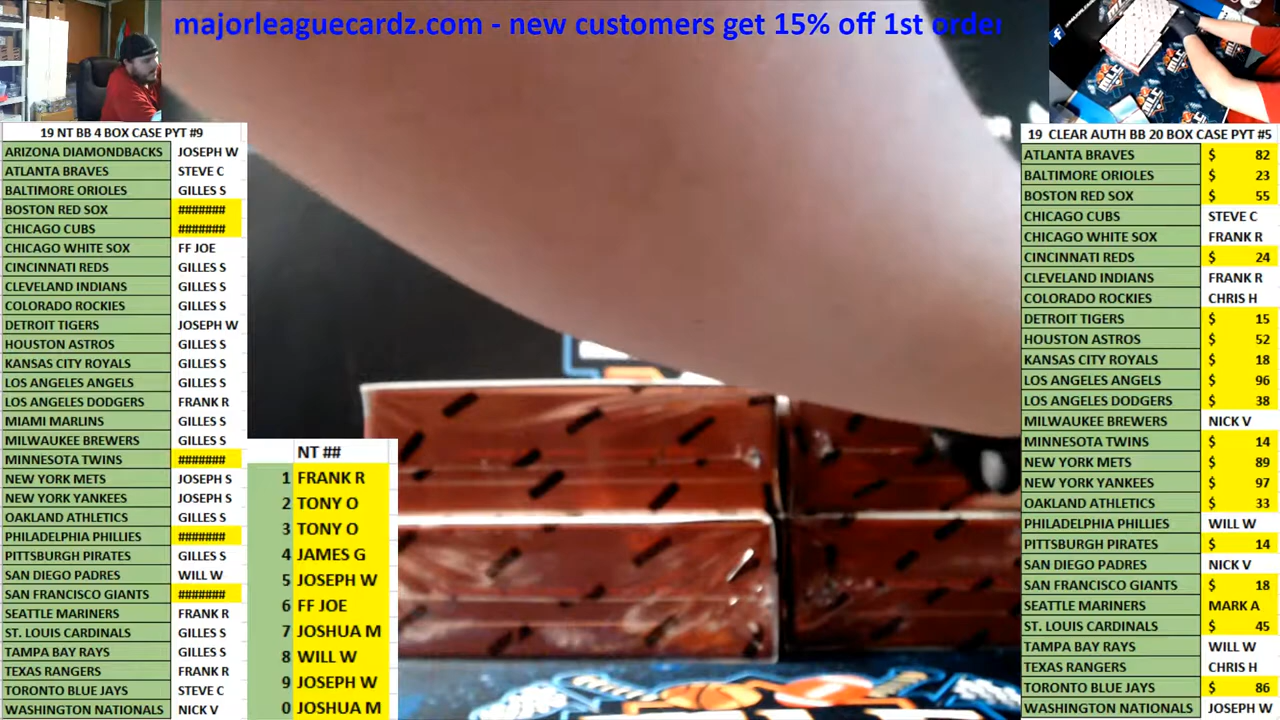 majorleaguecardz.com - new customers get 15% off 1st order
19 NT BB 4 BOX CASE PYT #9
ARIZONA DIAMONDBACKS JOSEPH W
ATLANTA BRAVES STEVE C
BALTIMORE ORIOLES GILLES S
BOSTON RED SOX #######
CHICAGO CUBS #######
CHICAGO WHITE SOX FF JOE
CINCINNATI REDS GILLES S
CLEVELAND INDIANS GILLES S
COLORADO ROCKIES GILLES S
DETROIT TIGERS JOSEPH W
HOUSTON ASTROS GILLES S
KANSAS CITY ROYALS GILLES S
LOS ANGELES ANGELS GILLES S
LOS ANGELES DODGERS FRANK R
MIAMI MARLINS GILLES S
MILWAUKEE BREWERS GILLES S
MINNESOTA TWINS #######
NEW YORK METS JOSEPH S
NEW YORK YANKEES JOSEPH S
OAKLAND ATHLETICS GILLES S
PHILADELPHIA PHILLIES #######
PITTSBURGH PIRATES GILLES S
SAN DIEGO PADRES WILL W
SAN FRANCISCO GIANTS #######
SEATTLE MARINERS FRANK R
ST. LOUIS CARDINALS GILLES S
TAMPA BAY RAYS GILLES S
TEXAS RANGERS FRANK R
TORONTO BLUE JAYS STEVE C
WASHINGTON NATIONALS NICK V
NT ##
1 FRANK R
2 TONY O
3 TONY O
4 JAMES G
5 JOSEPH W
6 FF JOE
7 JOSHUA M
8 WILL W
9 JOSEPH W
0 JOSHUA M
19 CLEAR AUTH BB 20 BOX CASE PYT #5
ATLANTA BRAVES $ 82
BALTIMORE ORIOLES $ 23
BOSTON RED SOX $ 55
CHICAGO CUBS STEVE C
CHICAGO WHITE SOX FRANK R
CINCINNATI REDS $ 24
CLEVELAND INDIANS FRANK R
COLORADO ROCKIES CHRIS H
DETROIT TIGERS $ 15
HOUSTON ASTROS $ 52
KANSAS CITY ROYALS $ 18
LOS ANGELES ANGELS $ 96
LOS ANGELES DODGERS $ 38
MILWAUKEE BREWERS NICK V
MINNESOTA TWINS $ 14
NEW YORK METS $ 89
NEW YORK YANKEES $ 97
OAKLAND ATHLETICS $ 33
PHILADELPHIA PHILLIES WILL W
PITTSBURGH PIRATES $ 14
SAN DIEGO PADRES NICK V
SAN FRANCISCO GIANTS $ 18
SEATTLE MARINERS MARK A
ST. LOUIS CARDINALS $ 45
TAMPA BAY RAYS WILL W
TEXAS RANGERS CHRIS H
TORONTO BLUE JAYS $ 86
WASHINGTON NATIONALS JOSEPH W
MLC